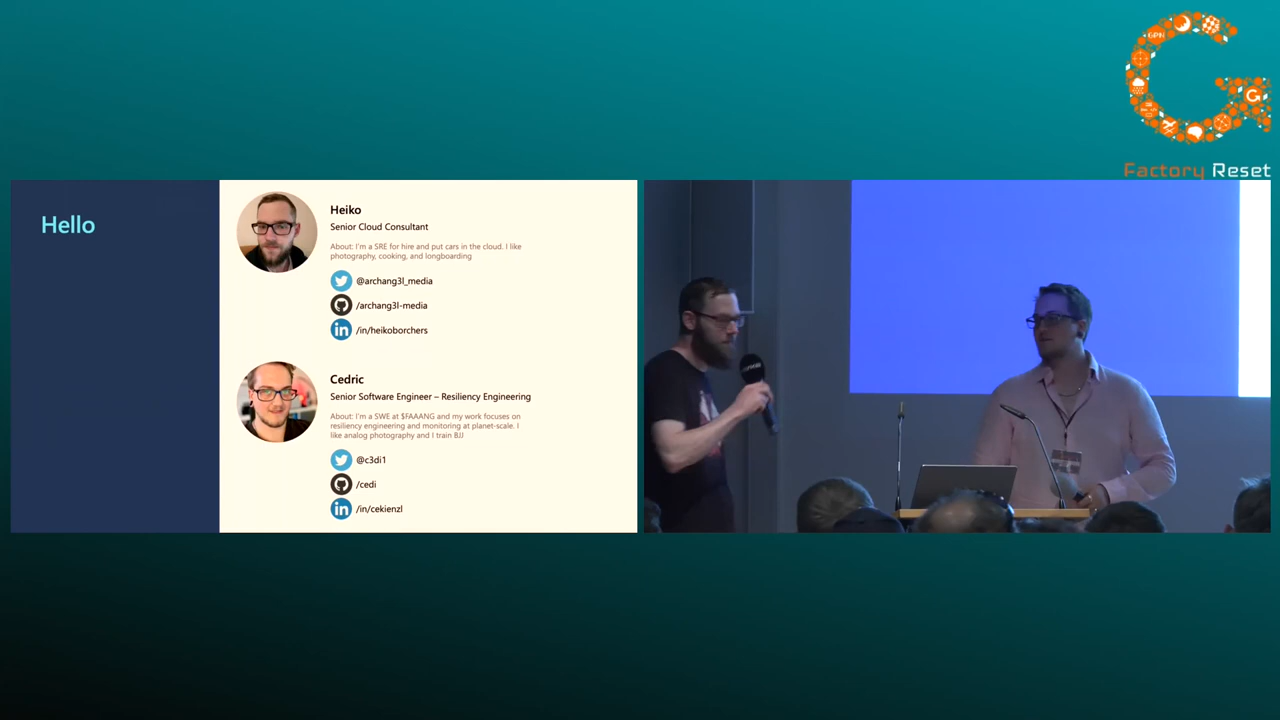 GPN
Factory Reset
Hello
Heiko
Senior Cloud Consultant
About: I'm a SRE for hire and put cars in the cloud. I like
photography, cooking, and longboarding
@archang3l_media
/archang3l-media
in /in/heikoborchers
Cedric
Senior Software Engineer – Resiliency Engineering
About: I'm a SWE at $FAAANG and my work focuses on
resiliency engineering and monitoring at planet-scale. I
like analog photography and I train BJJ
@c3di1
/cedi
in /in/cekienzl